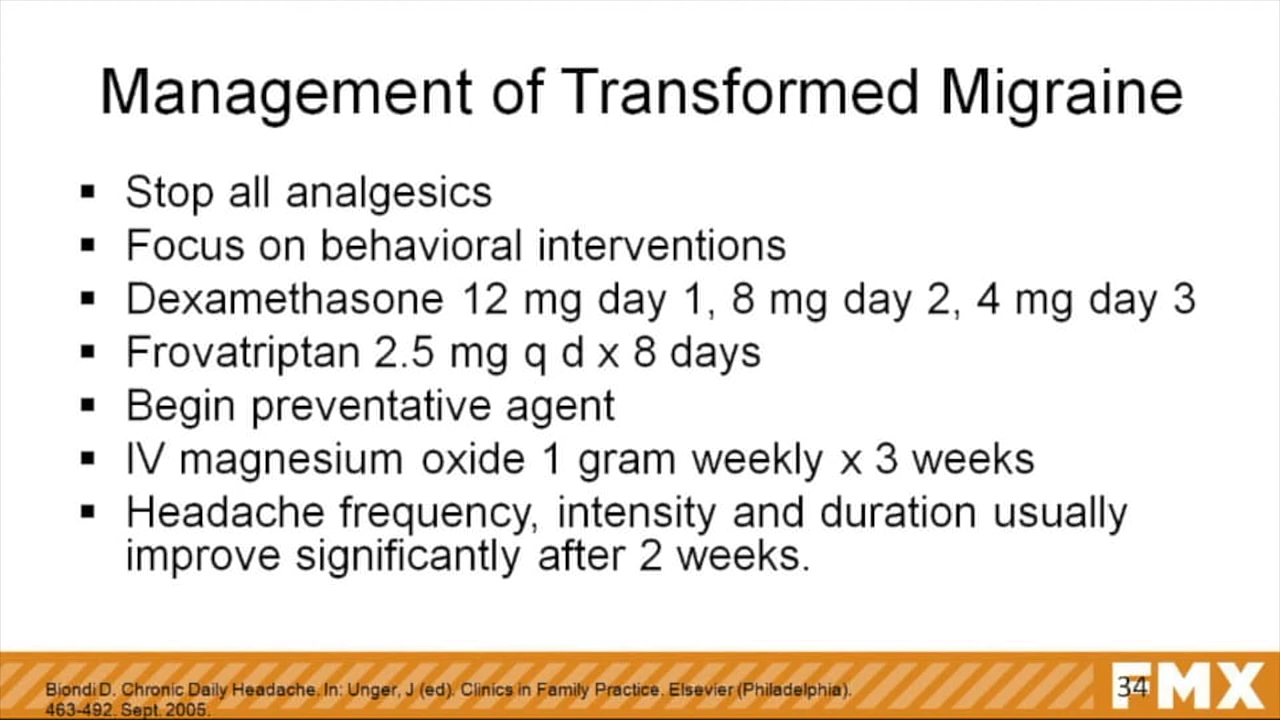 Management of Transformed Migraine
▪ Stop all analgesics
▪ Focus on behavioral interventions
▪ Dexamethasone 12 mg day 1, 8 mg day 2, 4 mg day 3
▪ Frovatriptan 2.5 mg q d x 8 days
▪ Begin preventative agent
▪ IV magnesium oxide 1 gram weekly x 3 weeks
▪ Headache frequency, intensity and duration usually
improve significantly after 2 weeks.
Biondi D. Chronic Daily Headache. In: Unger, J (ed). Clinics in Family Practice. Elsevier (Philadelphia).
463-492. Sept. 2005.
34
FMX